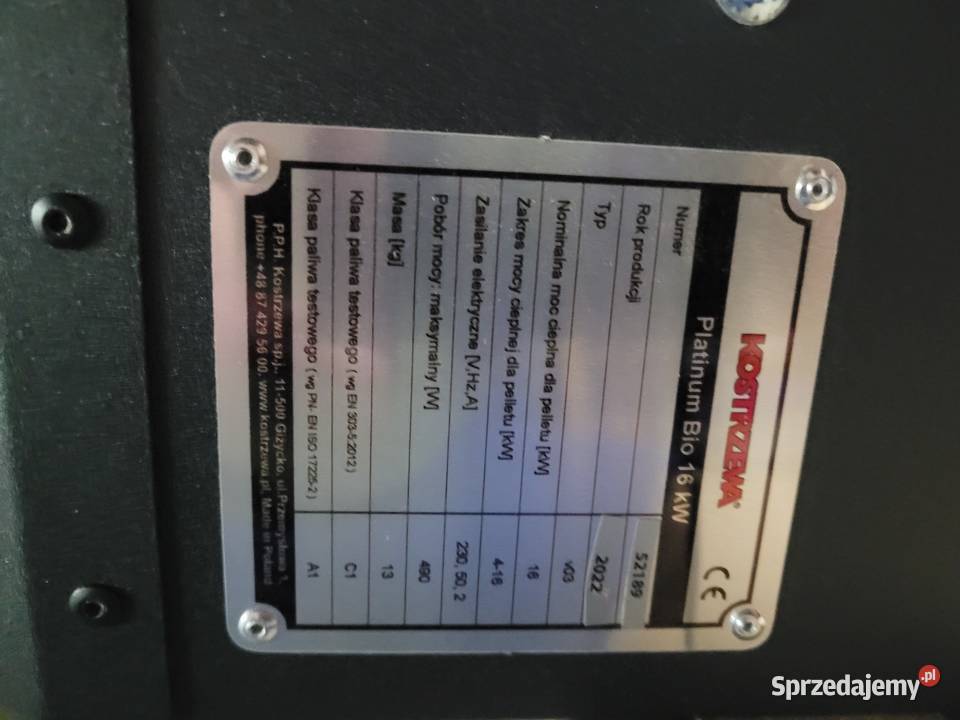 KOSTRZEWA®
CE
Platinum Bio 16 kW
Numer 52189
Rok produkcji 2022
Typ v03
Nominalna moc cieplna dla pelletu [kW] 16
Zakres mocy cieplnej dla pelletu [kW] 4-16
Zasilanie elektryczne [V,Hz,A] 230, 50, 2
Pobór mocy: maksymalny [W] 490
Masa [kg] 13
Klasa paliwa testowego ( wg EN 303-5:2012 ) C1
Klasa paliwa testowego ( wg PN- EN ISO 17225-2 ) A1
P.P.H. Kostrzewa sp.j., 11-500 Giżycko, ul.Przemysłowa 1,
phone +48 87 429 56 00, www.kostrzewa.pl, Made in Poland
Sprzedajemy.pl